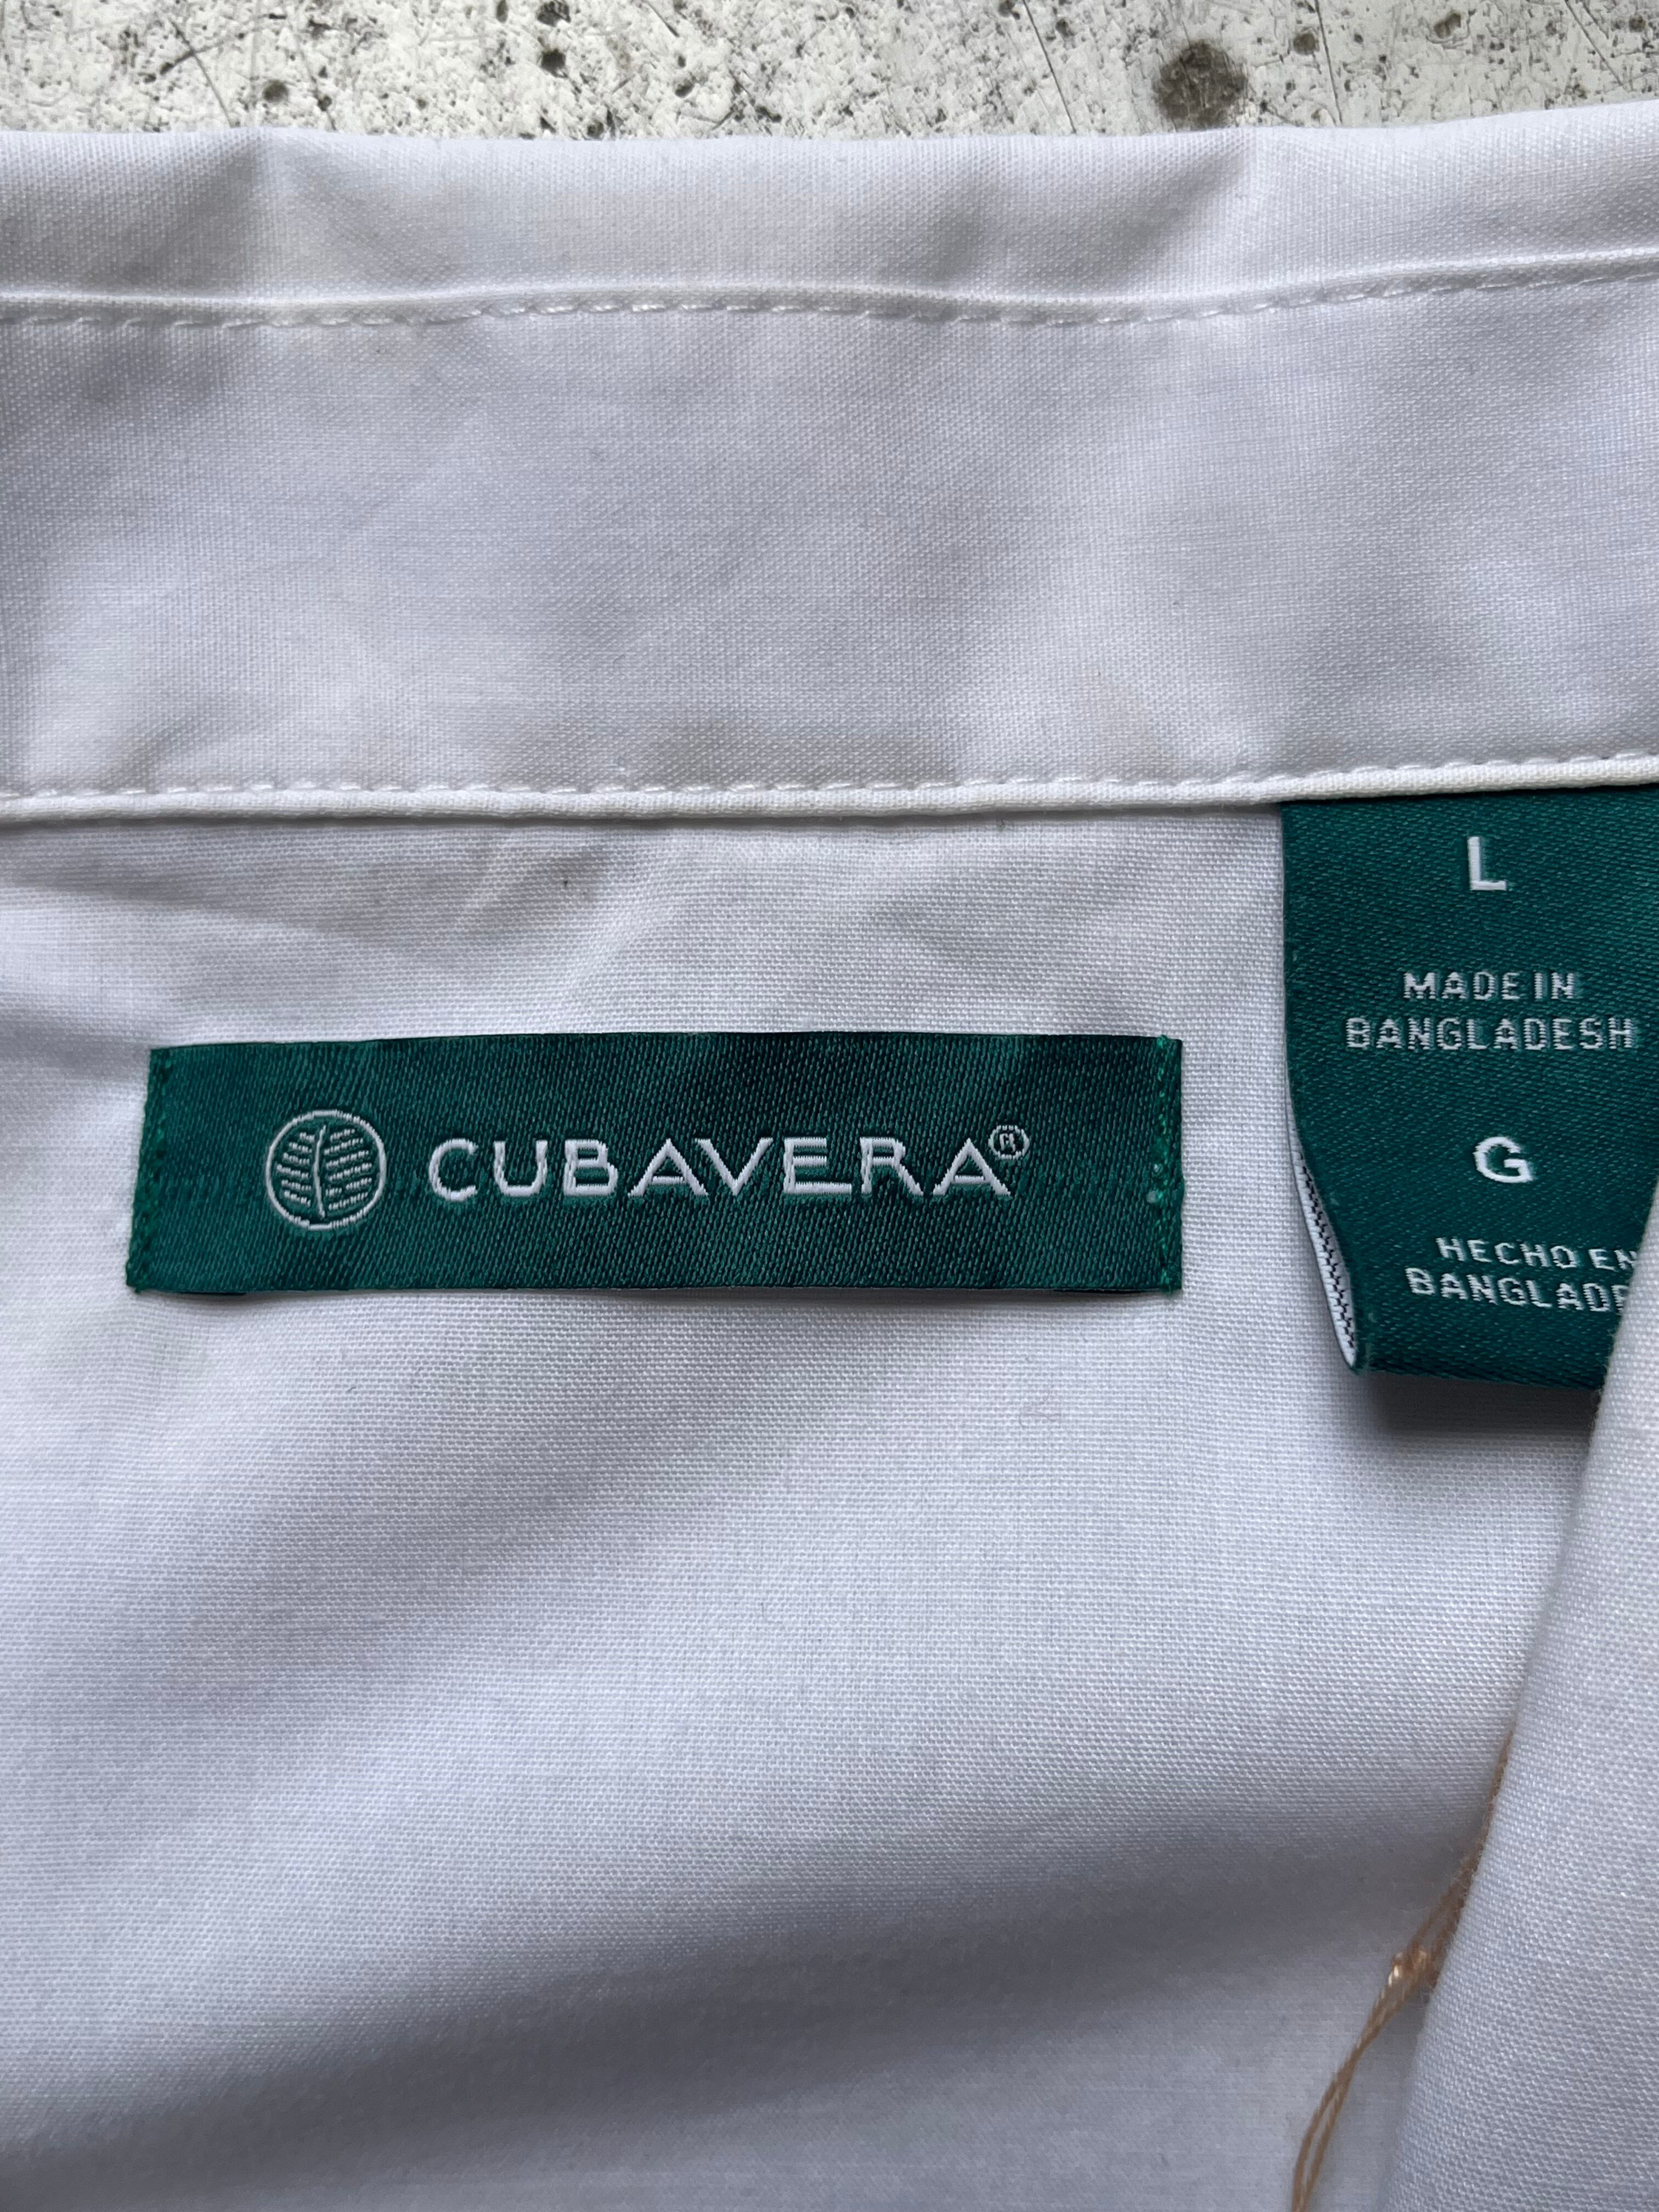 CUBAVERA®
L
MADE IN
BANGLADESH
G
HECHO EN